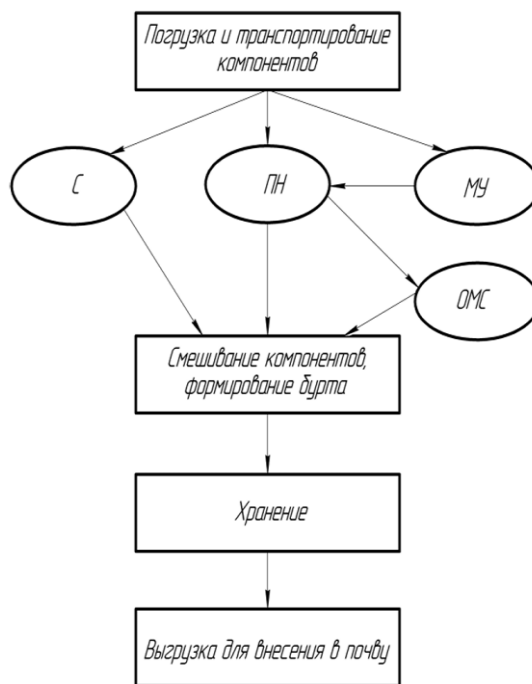 Погрузка и транспортирование
компонентов
С
ПН
МУ
ОМС
Смешивание компонентов,
формирование бурта
Хранение
Выгрузка для внесения в почву